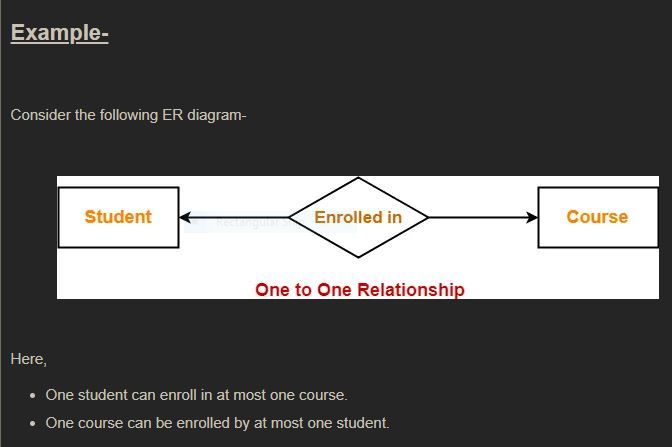 Example-
Consider the following ER diagram-
Student
Enrolled in
Course
One to One Relationship
Here,
• One student can enroll in at most one course.
• One course can be enrolled by at most one student.